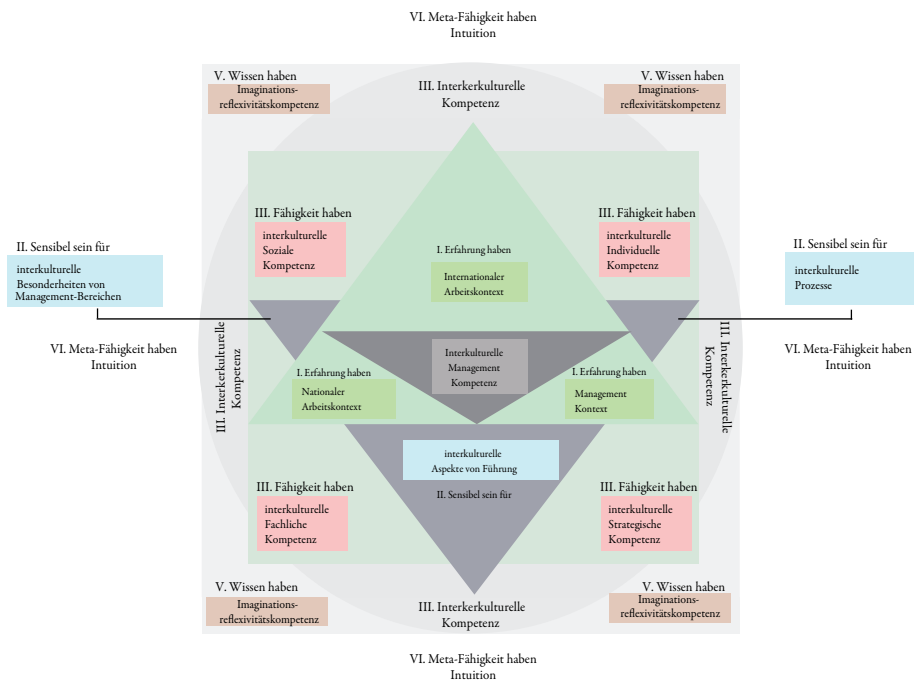 VI. Meta-Fähigkeit haben
Intuition
V. Wissen haben
Imaginations-
reflexivitätskompetenz
III. Interkerkulturelle
Kompetenz
V. Wissen haben
Imaginations-
reflexivitätskompetenz
III. Fähigkeit haben
interkulturelle
Soziale
Kompetenz
III. Fähigkeit haben
interkulturelle
Individuelle
Kompetenz
II. Sensibel sein für
interkulturelle
Besonderheiten von
Management-Bereichen
I. Erfahrung haben
Internationaler
Arbeitskontext
II. Sensibel sein für
interkulturelle
Prozesse
VI. Meta-Fähigkeit haben
Intuition
III. Interkerkulturelle
Kompetenz
I. Erfahrung haben
Nationaler
Arbeitskontext
Interkulturelle
Management
Kompetenz
I. Erfahrung haben
Management
Kontext
III. Interkerkulturelle
Kompetenz
VI. Meta-Fähigkeit haben
Intuition
interkulturelle
Aspekte von Führung
II. Sensibel sein für
III. Fähigkeit haben
interkulturelle
Fachliche
Kompetenz
III. Fähigkeit haben
interkulturelle
Strategische
Kompetenz
V. Wissen haben
Imaginations-
reflexivitätskompetenz
III. Interkerkulturelle
Kompetenz
V. Wissen haben
Imaginations-
reflexivitätskompetenz
VI. Meta-Fähigkeit haben
Intuition